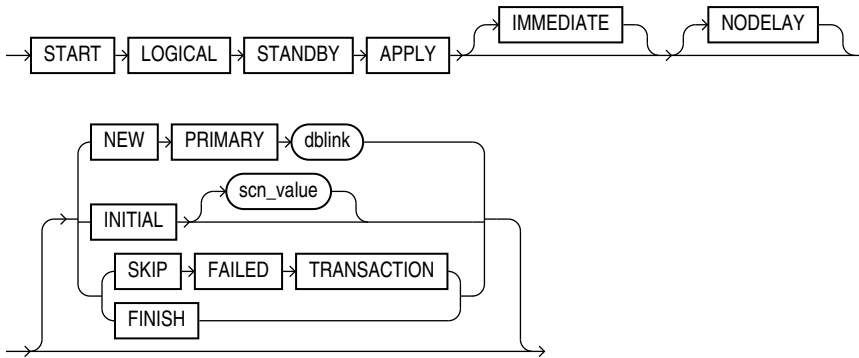 IMMEDIATE NODELAY
START LOGICAL STANDBY APPLY
NEW PRIMARY dblink
scn_value
INITIAL
SKIP FAILED TRANSACTION
FINISH